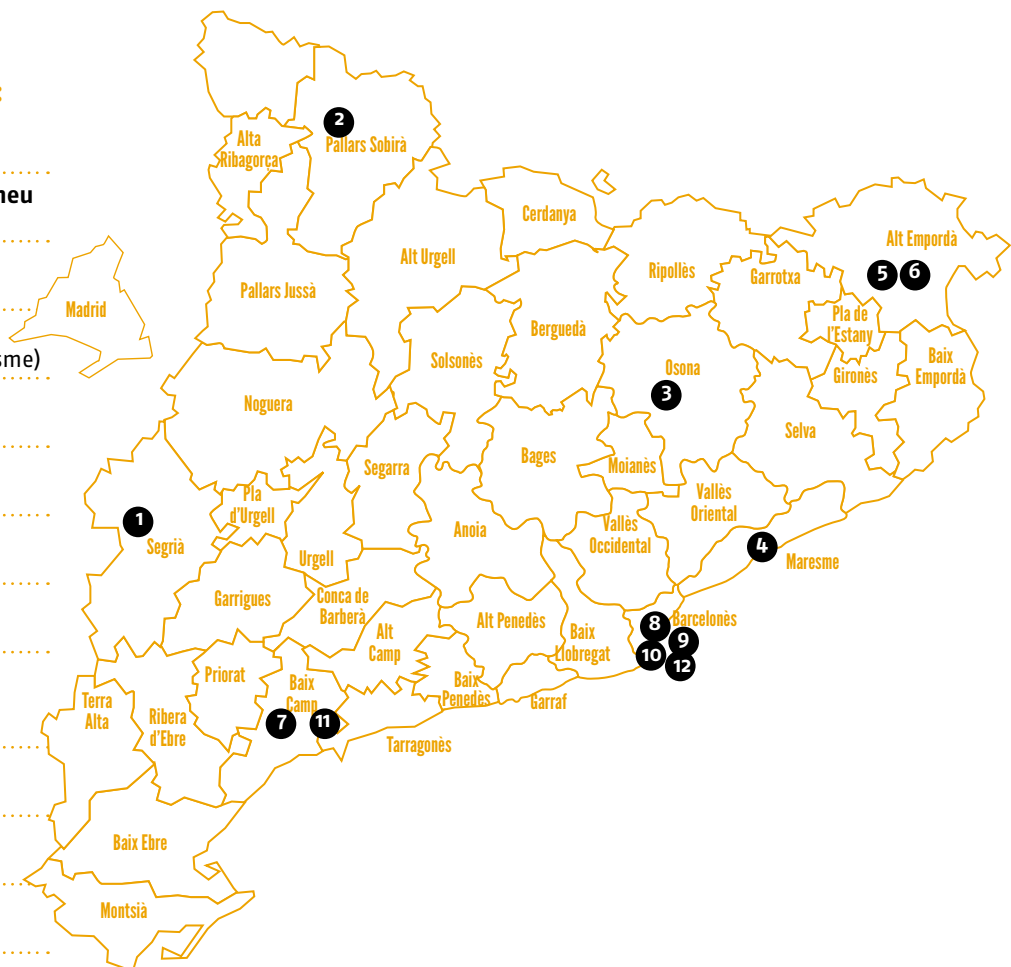 :
neu
sme)
2
Pallars Sobirà
Alta
Ribagorça
Cerdanya
Alt Empordà
5
6
Alt Urgell
Ripollès
Garrotxa
Pallars Jussà
Madrid
Pla de
l'Estany
Berguedà
Solsonès
Osona
3
Gironès
Baix
Empordà
Noguera
Selva
Bages
Moianès
Segarra
Pla
d'Urgell
Vallès
Oriental
1
Segrià
Anoia
Vallès
Occidental
4
Maresme
Urgell
Garrigues
Conca de
Barberà
Alt Penedès
Barcelonès
8
9
10
12
Baix
Llobregat
Alt
Camp
Priorat
Baix
Camp
7
11
Baix
Penedès
Garraf
Terra
Alta
Ribera
d'Ebre
Tarragonès
Baix Ebre
Montsià